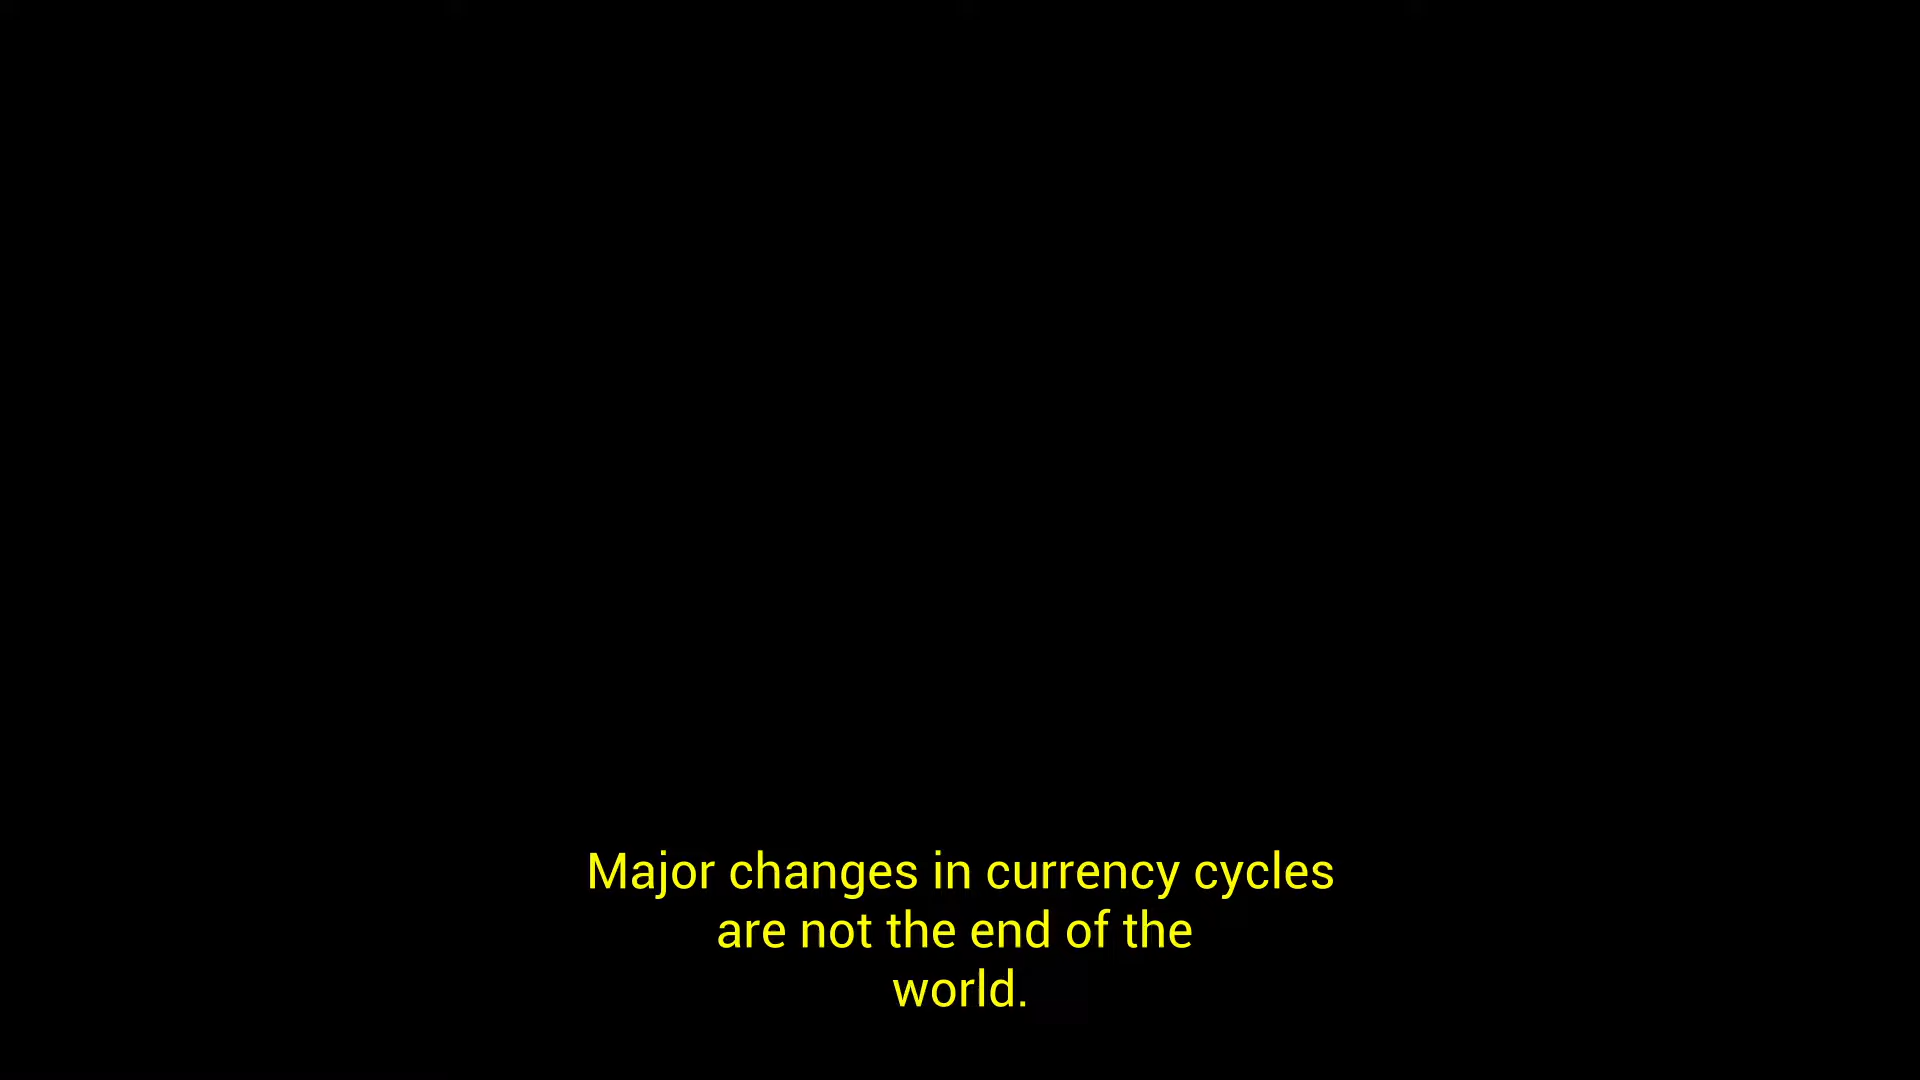 Major changes in currency cycles
are not the end of the
world.